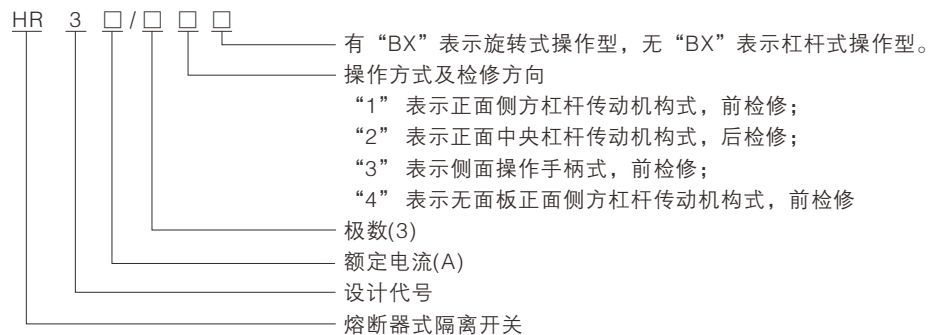 HR 3 □/□ □ □
有“BX”表示旋转式操作型，无“BX”表示杠杆式操作型。
操作方式及检修方向
“1” 表示正面侧方杠杆传动机构式，前检修；
“2” 表示正面中央杠杆传动机构式，后检修；
“3” 表示侧面操作手柄式，前检修；
“4” 表示无面板正面侧方杠杆传动机构式，前检修
极数(3)
额定电流(A)
设计代号
熔断器式隔离开关